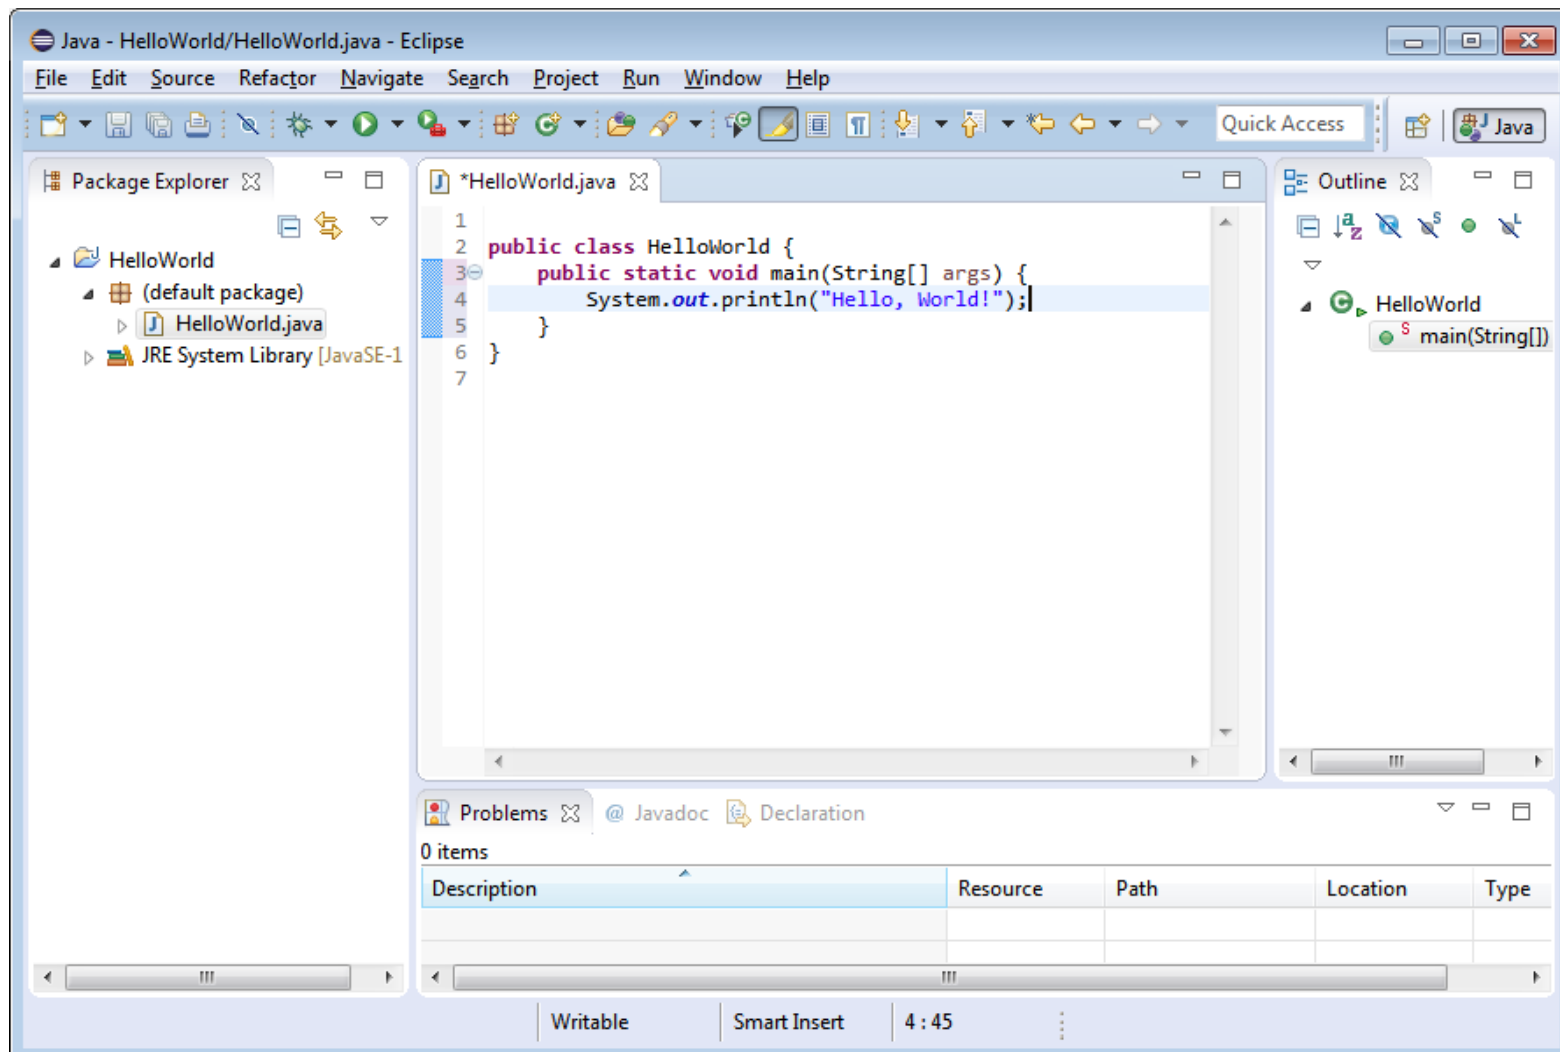 Java - HelloWorld/HelloWorld.java - Eclipse
File Edit Source Refactor Navigate Search Project Run Window Help
Quick Access
Java
Package Explorer
HelloWorld
(default package)
HelloWorld.java
JRE System Library [JavaSE-1
*HelloWorld.java
1
2 public class HelloWorld {
3 public static void main(String[] args) {
4 System.out.println("Hello, World!");
5 }
6 }
7
Outline
HelloWorld
main(String[])
Problems @ Javadoc Declaration
0 items
Description Resource Path Location Type
Writable Smart Insert 4 : 45